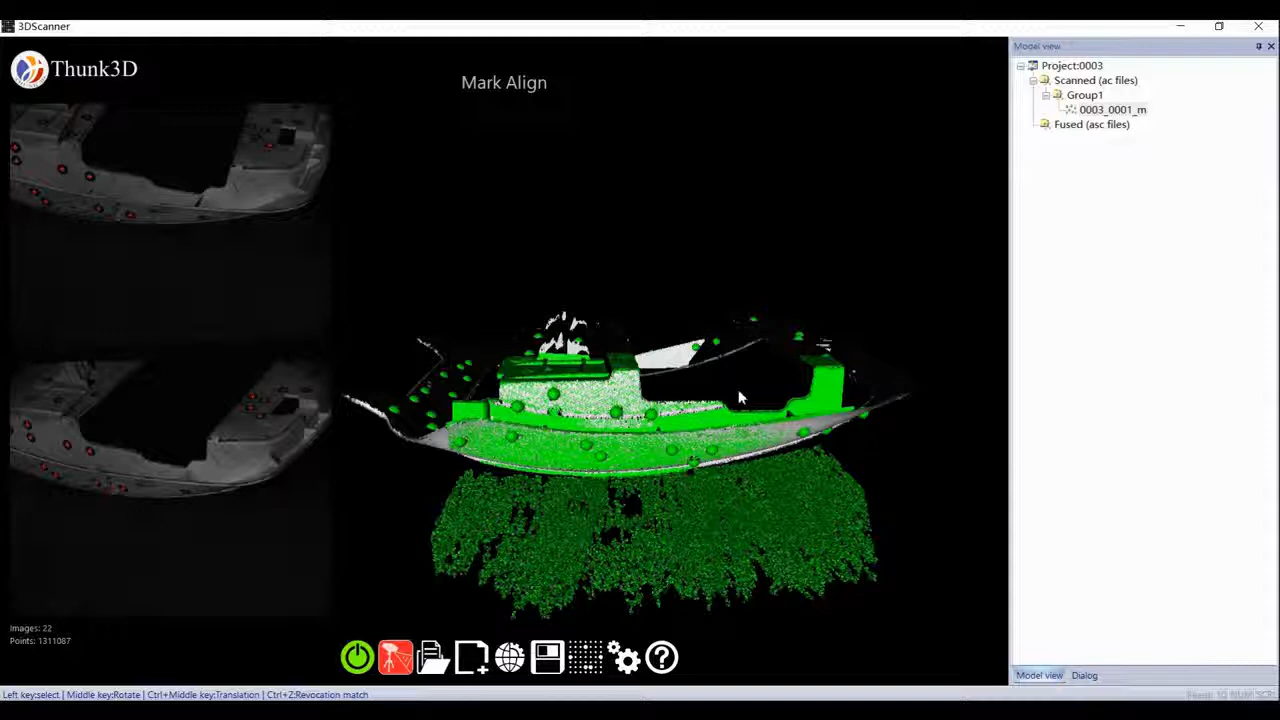 3DScanner
Thunk3D
Mark Align
Model view
Project:0003
Scanned (ac files)
Group1
0003_0001_m
Fused (asc files)
Images: 22
Points: 1311087
Model view
Dialog
Left key:select | Middle key:Rotate | Ctrl+Middle key:Translation | Ctrl+Z:Revocation match
NUM